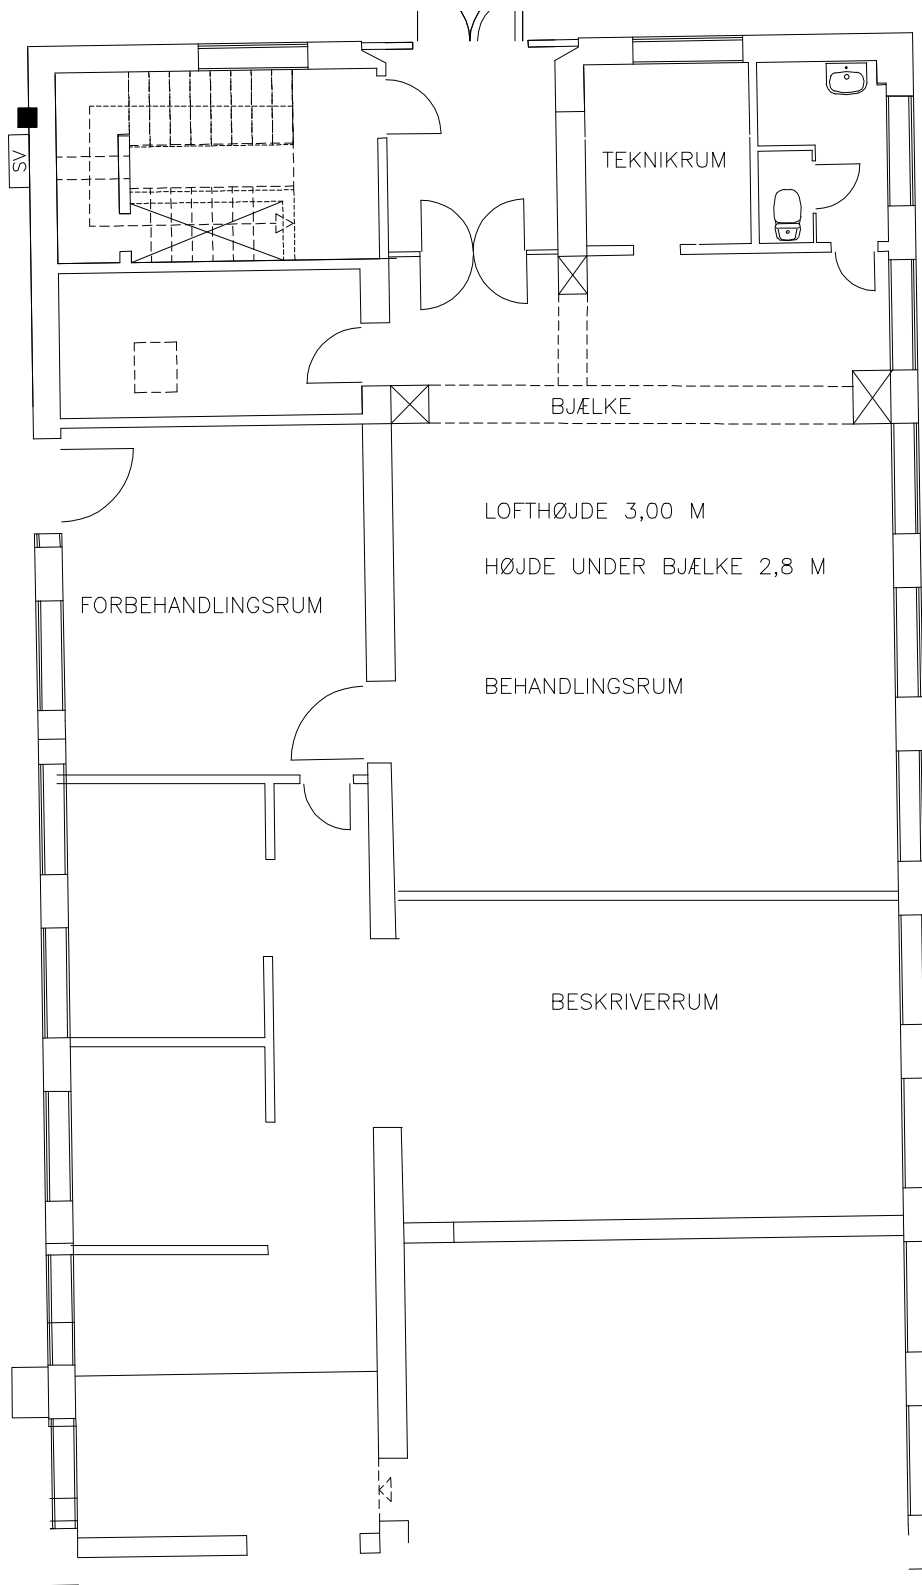 SV
TEKNIKRUM
BJÆLKE
LOFTHØJDE 3,00 M
HØJDE UNDER BJÆLKE 2,8 M
FORBEHANDLINGSRUM
BEHANDLINGSRUM
BESKRIVERRUM